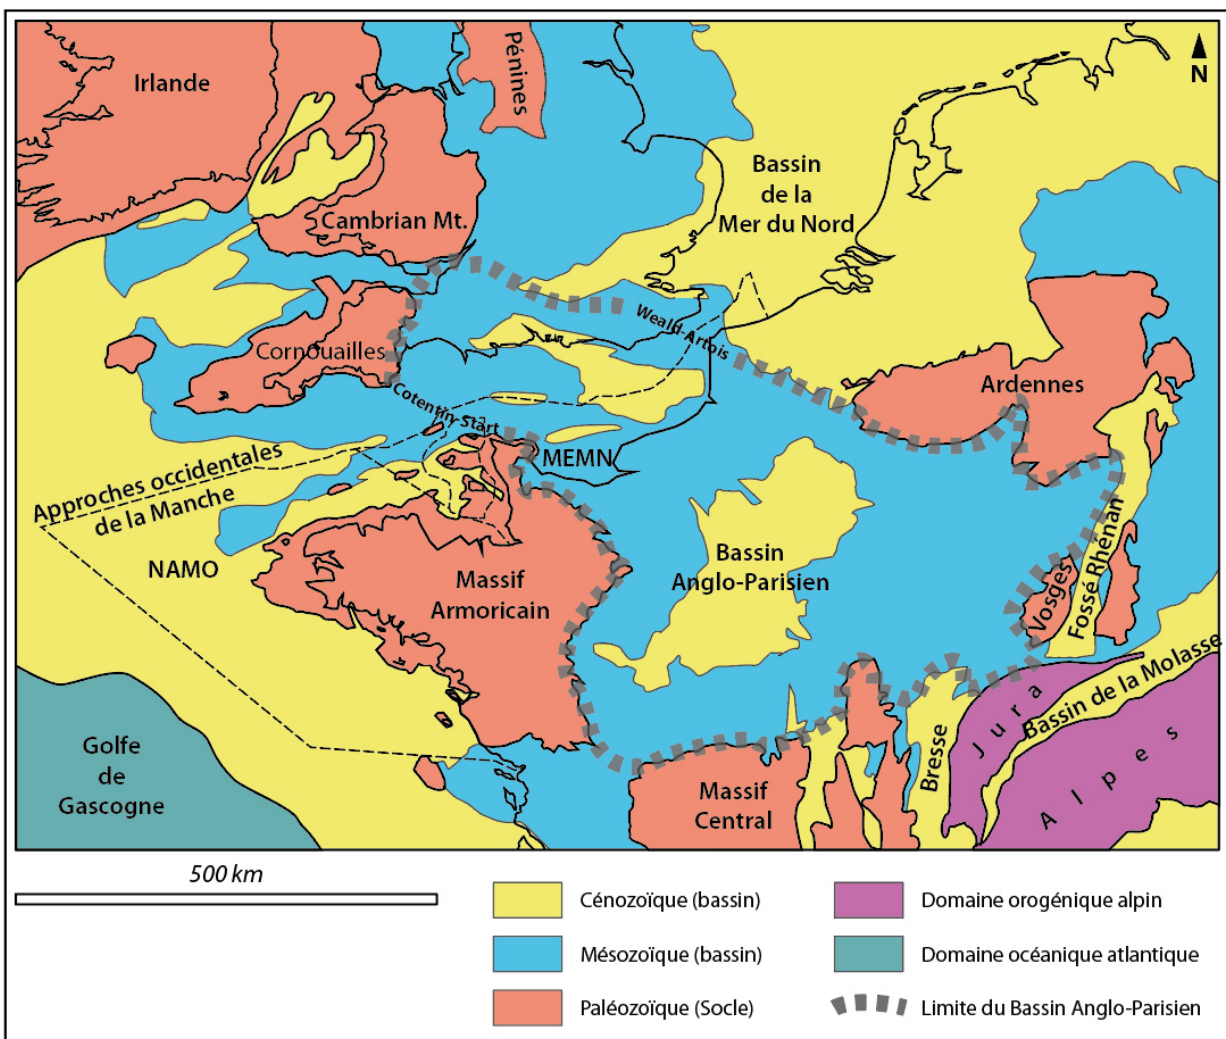 Irlande
Pénines
N
Bassin
de la
Mer du Nord
Cambrian Mt.
Weald-Artois
Cornouailles
Ardennes
Cotentin-Start
MEMN
Approches occidentales
de la Manche
NAMO
Massif
Armoricain
Bassin
Anglo-Parisien
Vosges
Fossé Rhénan
Bassin de la Molasse
Jura
Alpes
Bresse
Golfe
de
Gascogne
Massif
Central
500 km
Cénozoïque (bassin)
Mésozoïque (bassin)
Paléozoïque (Socle)
Domaine orogénique alpin
Domaine océanique atlantique
Limite du Bassin Anglo-Parisien